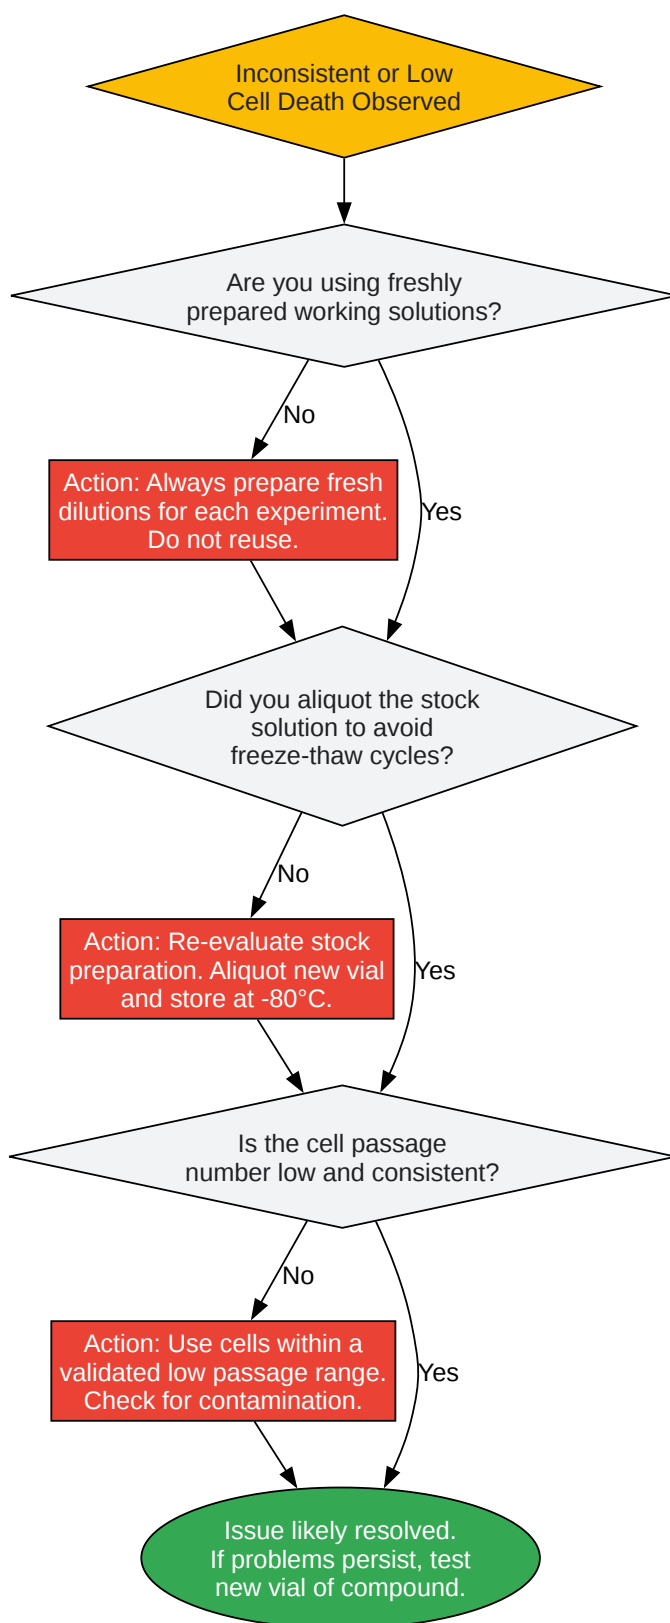 Inconsistent or Low
Cell Death Observed
Are you using freshly
prepared working solutions?
No
Action: Always prepare fresh
dilutions for each experiment.
Do not reuse.
Yes
Did you aliquot the stock
solution to avoid
freeze-thaw cycles?
No
Action: Re-evaluate stock
preparation. Aliquot new vial
and store at -80°C.
Yes
Is the cell passage
number low and consistent?
No
Action: Use cells within a
validated low passage range.
Check for contamination.
Yes
Issue likely resolved.
If problems persist, test
new vial of compound.